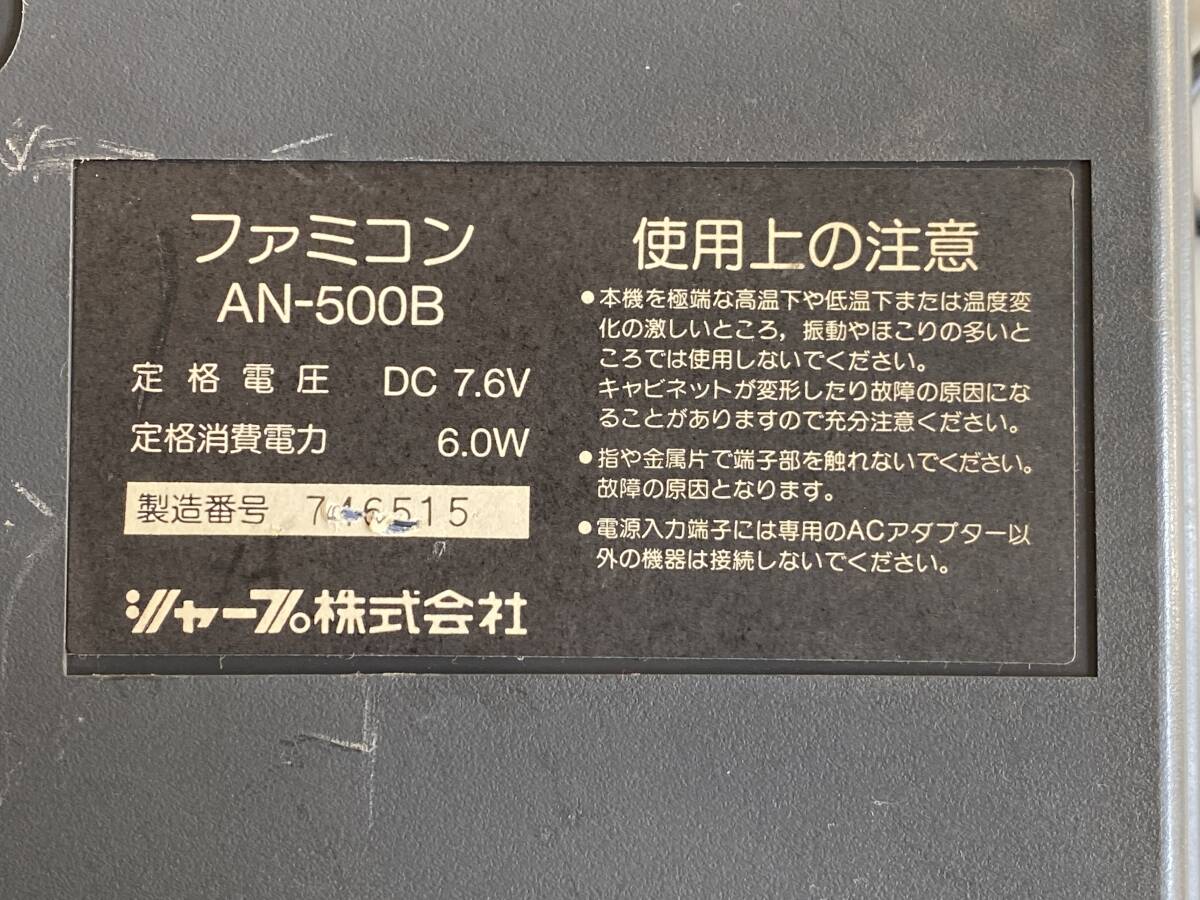 ファミコン
AN-500B
定格電圧 DC 7.6V
定格消費電力 6.0W
製造番号 746515
シャープ株式会社
使用上の注意
●本機を極端な高温下や低温下または温度変
化の激しいところ，振動やほこりの多いと
ころでは使用しないでください。
キャビネットが変形したり故障の原因にな
ることがありますので充分注意ください。
●指や金属片で端子部を触れないでください。
故障の原因となります。
●電源入力端子には専用のACアダプター以
外の機器は接続しないでください。